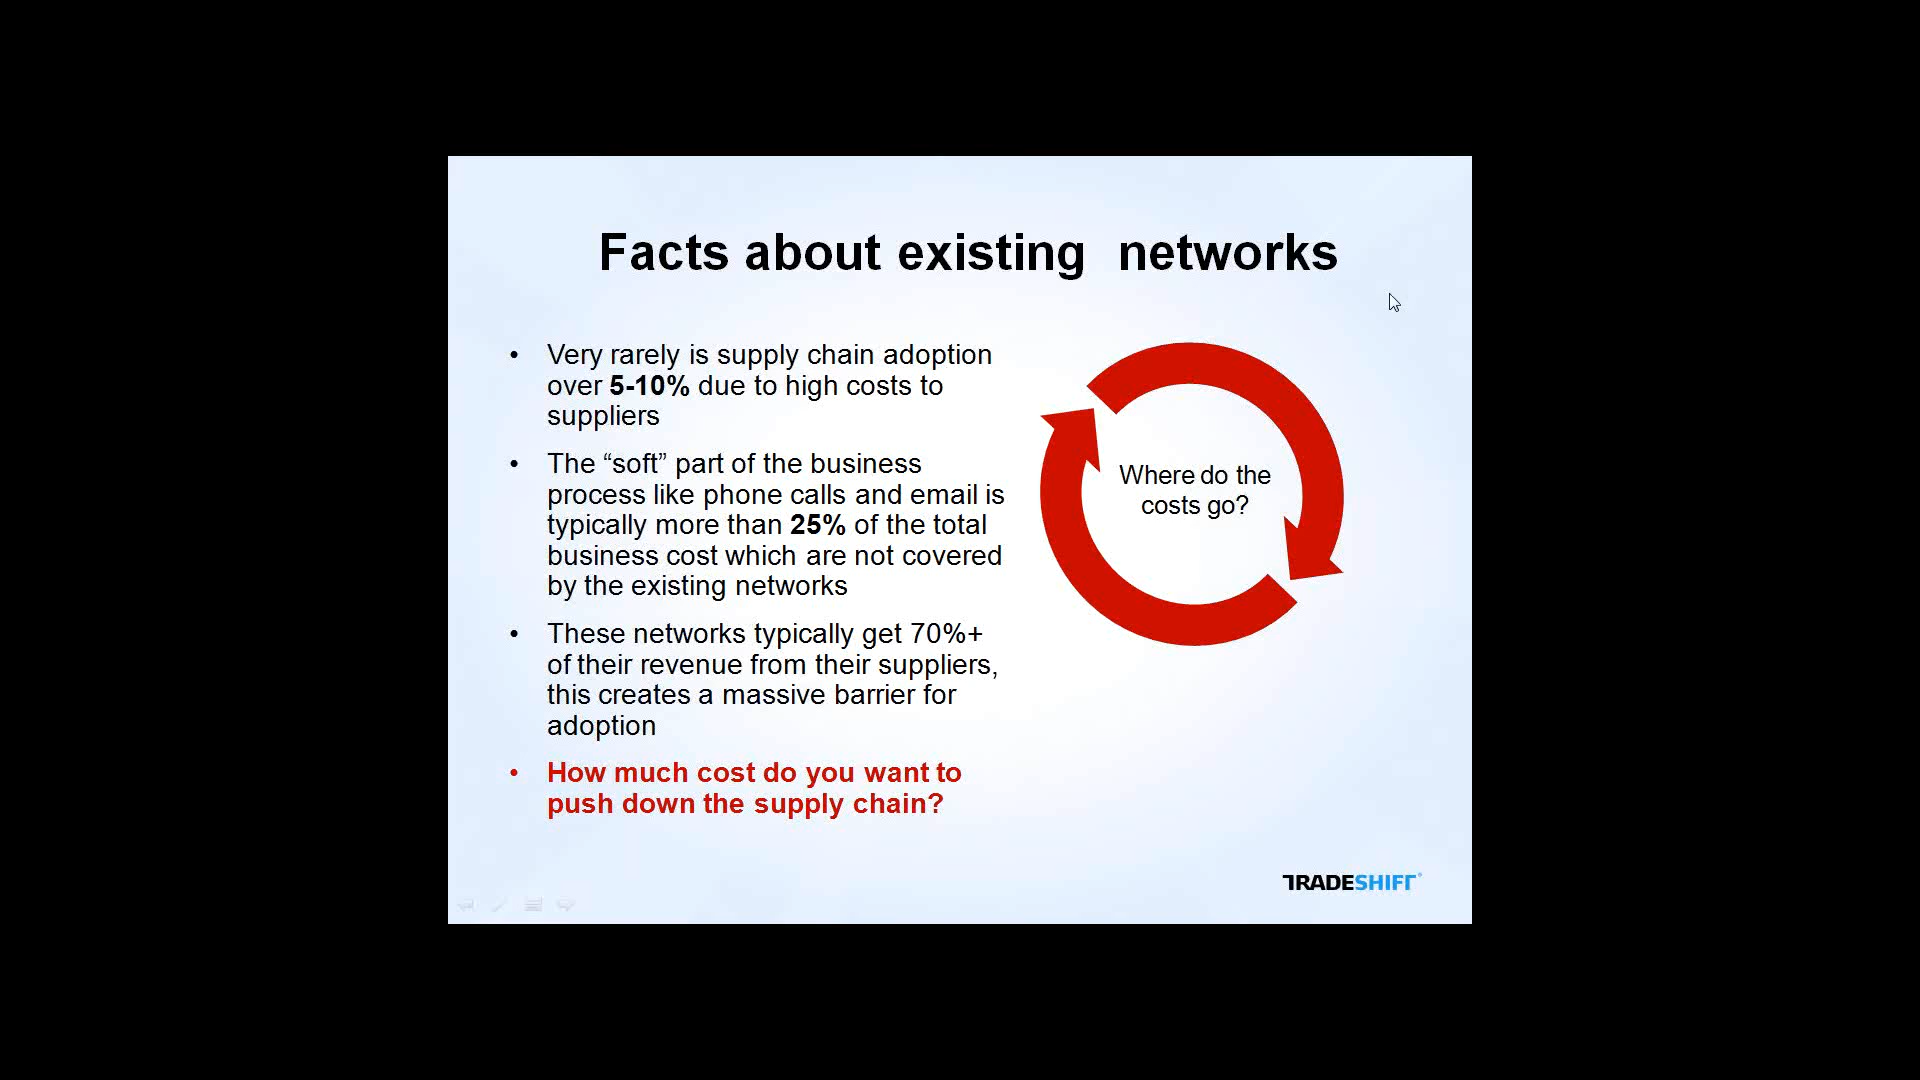 Facts about existing  networks
• Very rarely is supply chain adoption
over 5-10% due to high costs to
suppliers
• The “soft” part of the business
process like phone calls and email is
typically more than 25% of the total
business cost which are not covered
by the existing networks
• These networks typically get 70%+
of their revenue from their suppliers,
this creates a massive barrier for
adoption
• How much cost do you want to
push down the supply chain?
Where do the
costs go?
TRADESHIFT